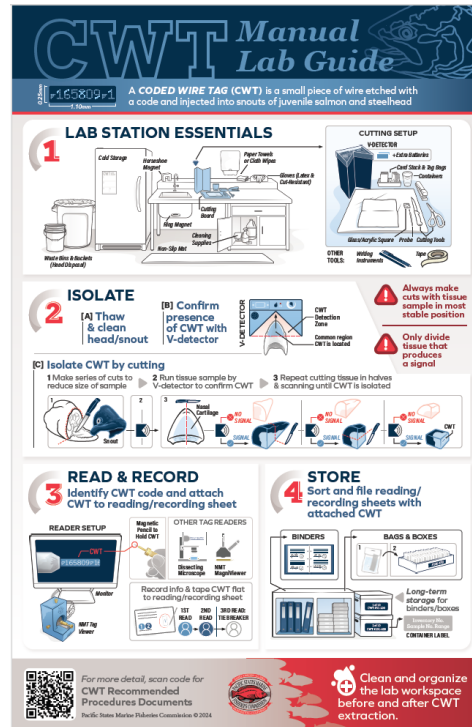 CWT Manual
Lab Guide
0.25mm
165809
1.10mm
A CODED WIRE TAG (CWT) is a small piece of wire etched with
a code and injected into snouts of juvenile salmon and steelhead
1
LAB STATION ESSENTIALS
Cold Storage
Horseshoe
Magnet
Paper Towels
or Cloth Wipes
Gloves (Latex &
Cut-Resistant)
Cutting
Board
Ring Magnet
Cleaning
Supplies
Non-Slip Mat
Waste Bins & Buckets
(Head Disposal)
CUTTING SETUP
V-DETECTOR
+Extra Batteries
Card Stock & Tag Bags
Containers
Glass/Acrylic Square
Probe
Cutting Tools
OTHER
TOOLS:
Writing
Instruments
Tape
2
ISOLATE
[A] Thaw
& clean
head/snout
[B] Confirm
presence
of CWT with
V-detector
V-DETECTOR
CWT
Detection
Zone
Common region
CWT is located
Always make
cuts with tissue
sample in most
stable position
Only divide
tissue that
produces
a signal
[C] Isolate CWT by cutting
1 Make series of cuts to
reduce size of sample
2 Run tissue sample by
V-detector to confirm CWT
3 Repeat cutting tissue in halves
& scanning until CWT is isolated
1
Snout
2
3
Nasal
Cartilage
NO
SIGNAL
SIGNAL
NO
SIGNAL
SIGNAL
NO
SIGNAL
SIGNAL
CWT
3
READ & RECORD
Identify CWT code and attach
CWT to reading/recording sheet
READER SETUP
CWT
165809
Monitor
NMT Tag
Viewer
Magnetic
Pencil to
Hold CWT
OTHER TAG READERS
Dissecting
Microscope
NMT
MagniViewer
Record info & tape CWT flat
to reading/recording sheet
1ST
READ
2ND
READ
3RD READ:
TIEBREAKER
4
STORE
Sort and file reading/
recording sheets with
attached CWT
BINDERS
BAGS & BOXES
1
2
Long-term
storage for
binders/boxes
CONTAINER LABEL
For more detail, scan code for
CWT Recommended
Procedures Documents
Pacific States Marine Fisheries Commission © 2024
Clean and organize
the lab workspace
before and after CWT
extraction.